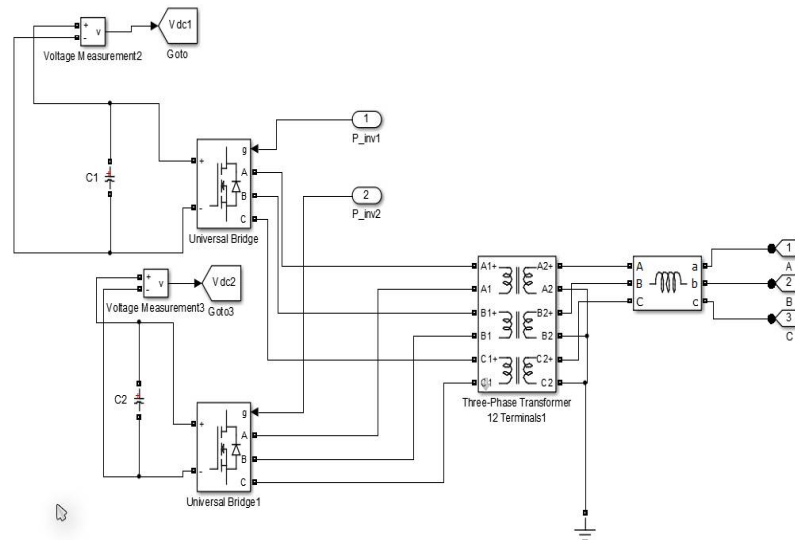 +
-
v
Vdc1
Voltage Measurement2
Goto
1
P_inv1
C1
+
-
g
A
B
C
Universal Bridge
2
P_inv2
+
-
v
Vdc2
Voltage Measurement3
Goto3
C2
+
-
g
A
B
C
Universal Bridge1
A1+
A1
B1+
B1
C1+
C1
A2+
A2
B2+
B2
C2+
C2
Three-Phase Transformer
12 Terminals1
A
B
C
a
b
c
1
A
2
B
3
C